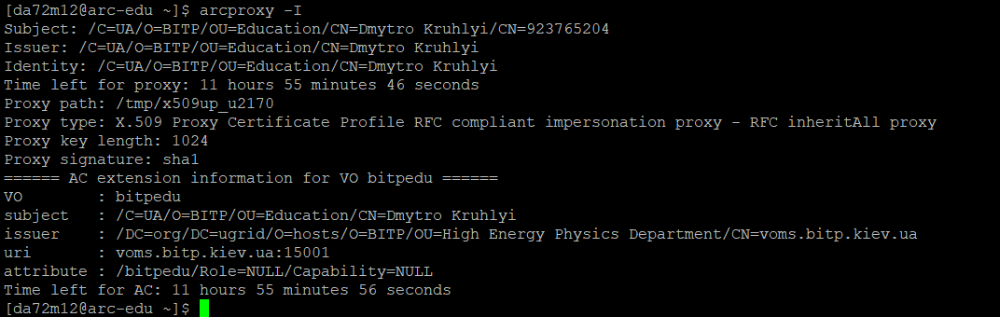 [da72m12@arc-edu ~]$ arcproxy -I
Subject: /C=UA/O=BITP/OU=Education/CN=Dmytro Kruhlyi/CN=923765204
Issuer: /C=UA/O=BITP/OU=Education/CN=Dmytro Kruhlyi
Identity: /C=UA/O=BITP/OU=Education/CN=Dmytro Kruhlyi
Time left for proxy: 11 hours 55 minutes 46 seconds
Proxy path: /tmp/x509up_u2170
Proxy type: X.509 Proxy Certificate Profile RFC compliant impersonation proxy - RFC inheritAll proxy
Proxy key length: 1024
Proxy signature: sha1
====== AC extension information for VO bitpedu ======
VO        : bitpedu
subject   : /C=UA/O=BITP/OU=Education/CN=Dmytro Kruhlyi
issuer    : /DC=org/DC=ugrid/O=hosts/O=BITP/OU=High Energy Physics Department/CN=voms.bitp.kiev.ua
uri       : voms.bitp.kiev.ua:15001
attribute : /bitpedu/Role=NULL/Capability=NULL
Time left for AC: 11 hours 55 minutes 56 seconds
[da72m12@arc-edu ~]$